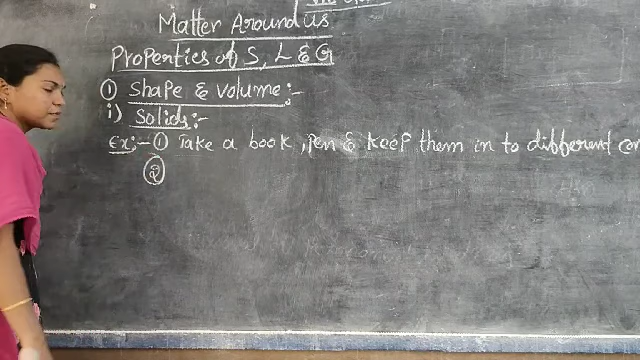 Matter Around us
Properties of S, L & G
① Shape & volume:-
i) Solids:-
Ex:- ① Take a book, pen & keep them in to different
②